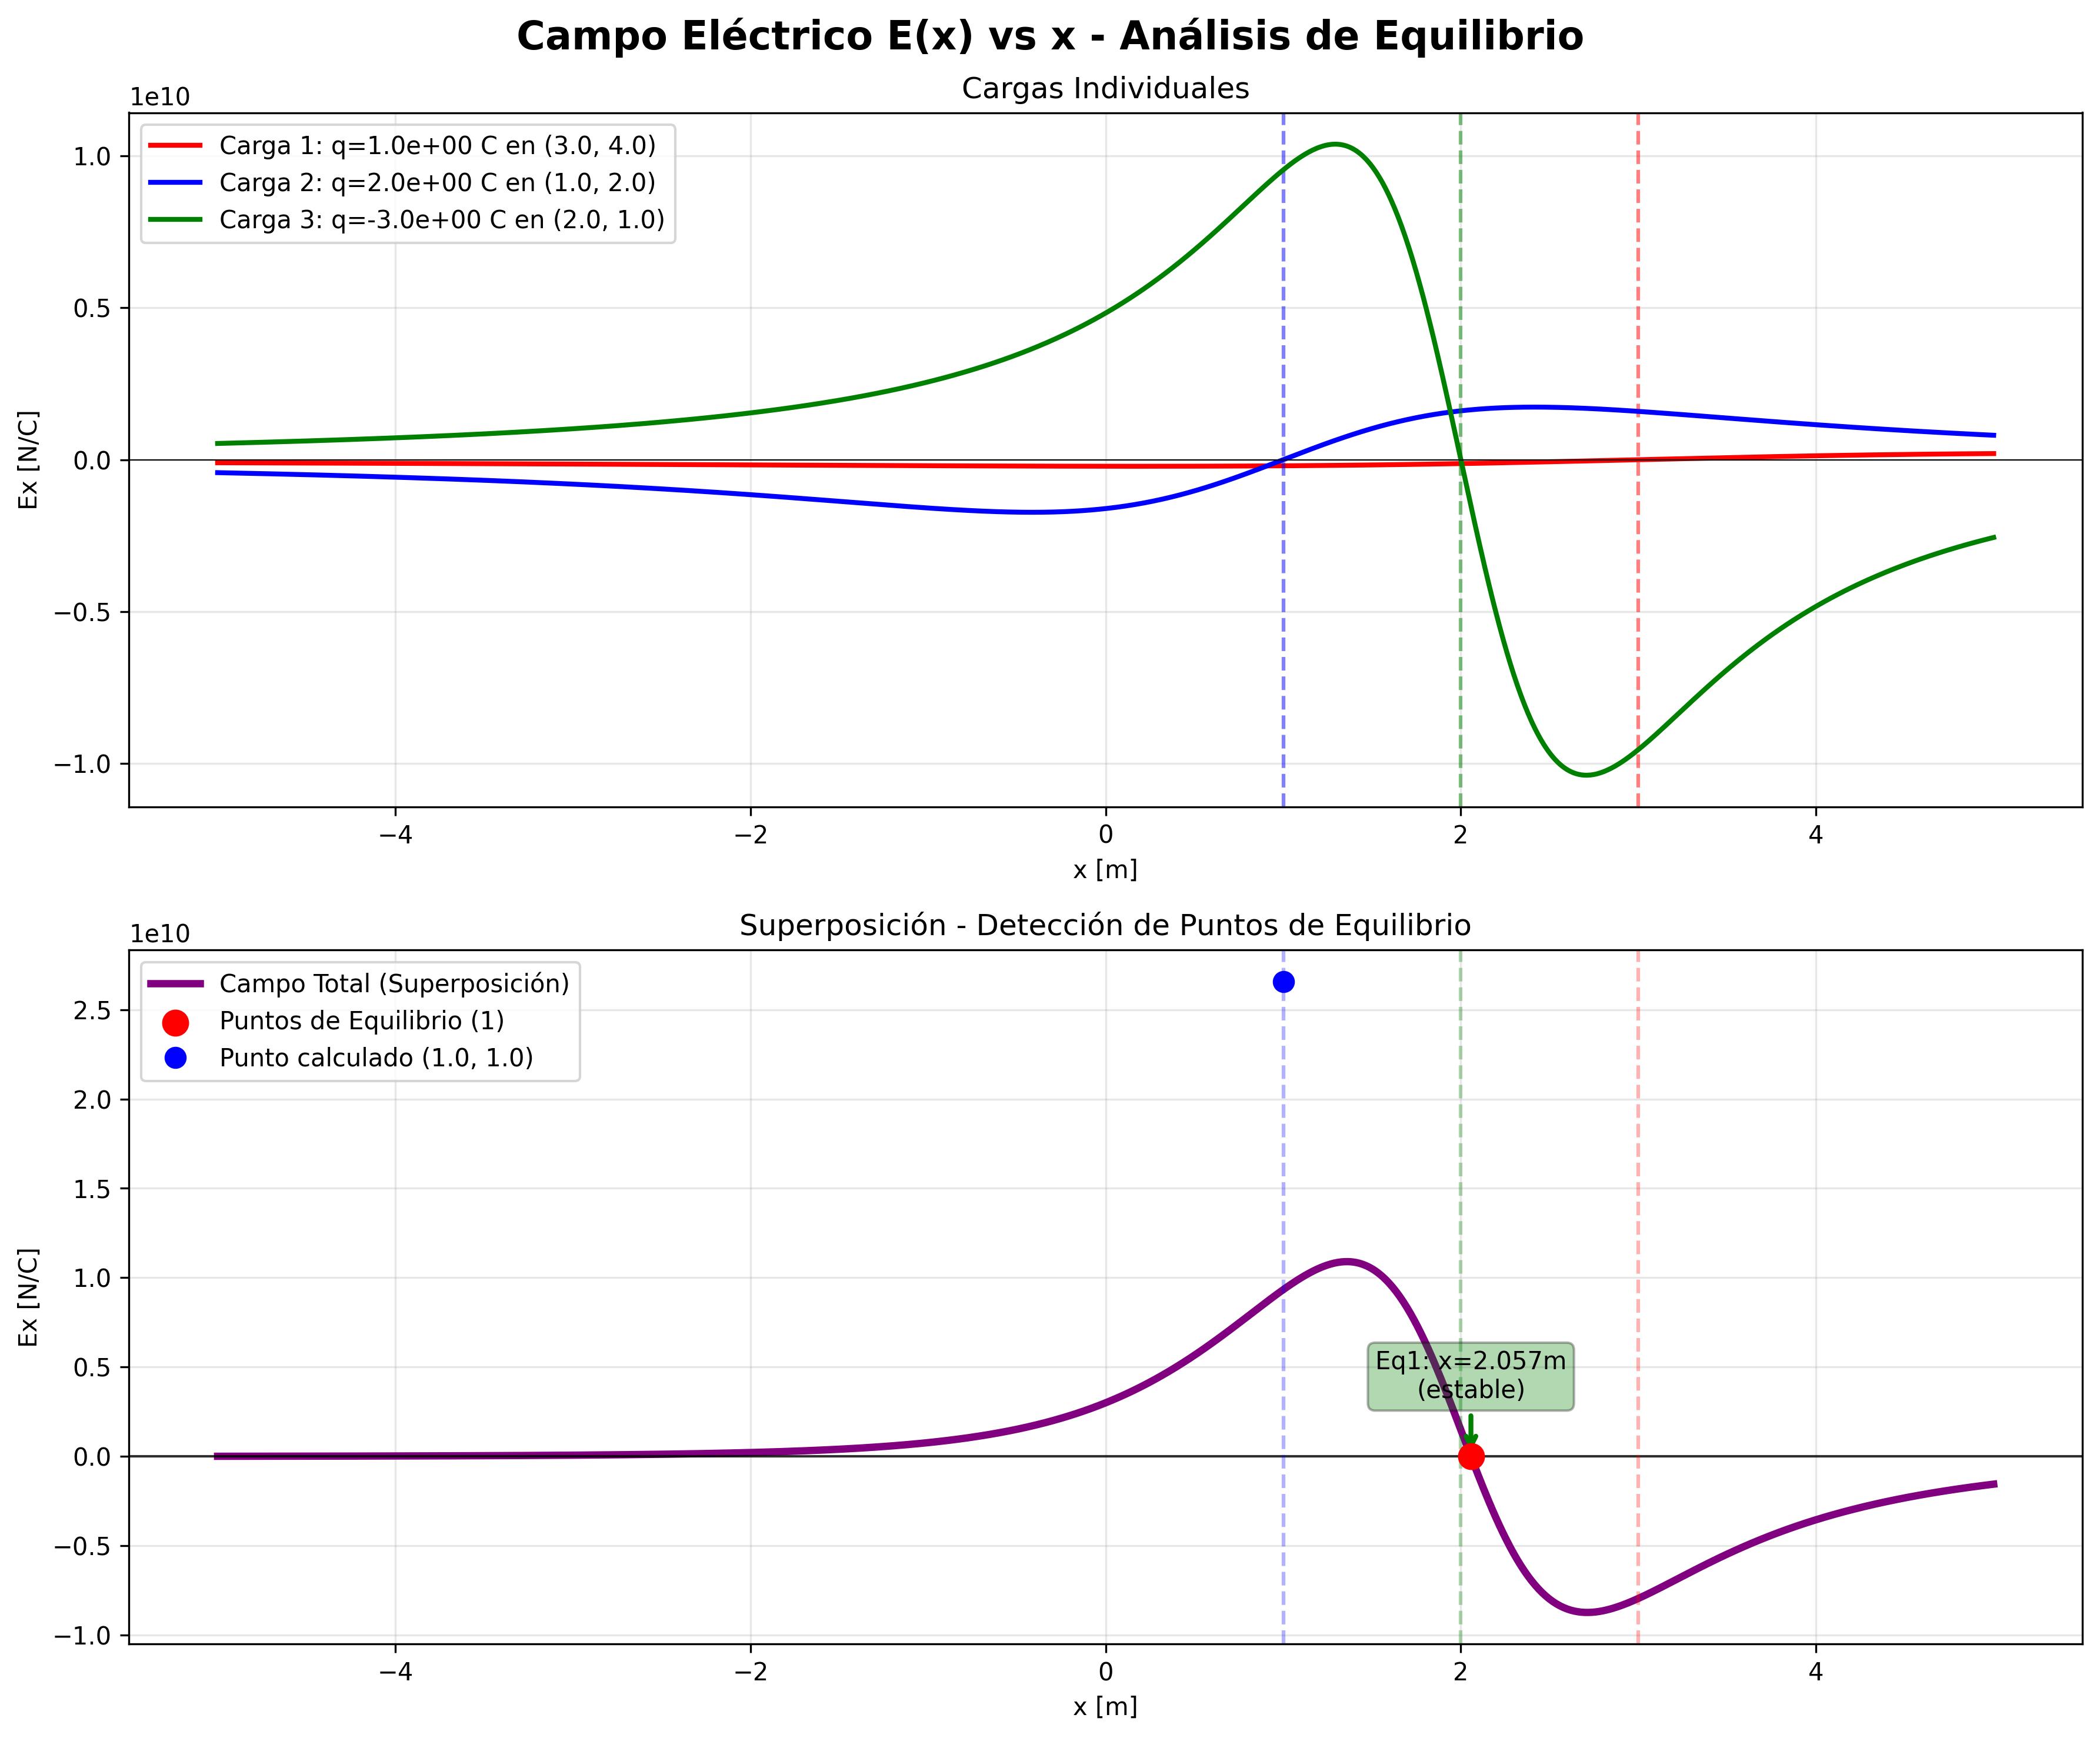 Campo Eléctrico E(x) vs x - Análisis de Equilibrio
Cargas Individuales
1e10
Carga 1: q=1.0e+00 C en (3.0, 4.0)
Carga 2: q=2.0e+00 C en (1.0, 2.0)
Carga 3: q=-3.0e+00 C en (2.0, 1.0)
1.0
0.5
0.0
−0.5
−1.0
Ex [N/C]
−4
−2
0
2
4
x [m]
Superposición - Detección de Puntos de Equilibrio
1e10
Campo Total (Superposición)
Puntos de Equilibrio (1)
Punto calculado (1.0, 1.0)
2.5
2.0
1.5
1.0
0.5
0.0
−0.5
−1.0
Ex [N/C]
Eq1: x=2.057m
(estable)
−4
−2
0
2
4
x [m]